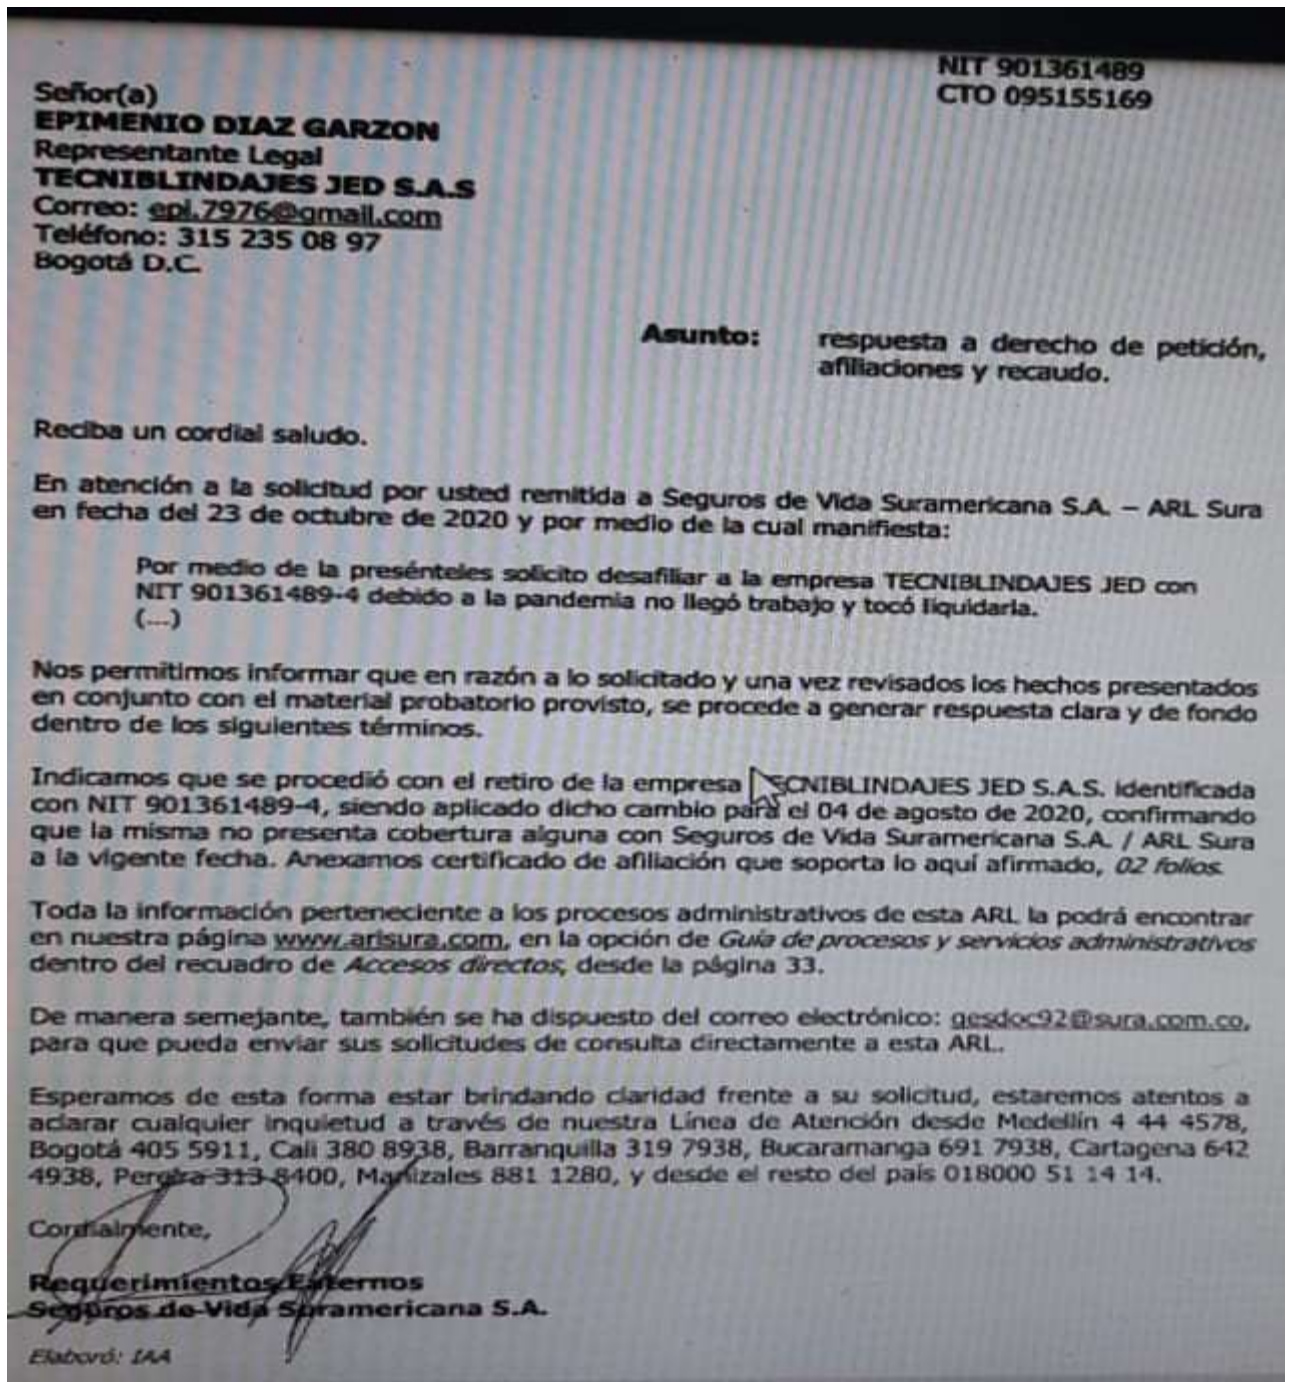 NIT 901361489
CTO 095155169
Señor(a)
EPIMENIO DIAZ GARZON
Representante Legal
TECNIBLINDAJES JED S.A.S
Correo: epi.7976@gmail.com
Teléfono: 315 235 08 97
Bogotá D.C.
Asunto: respuesta a derecho de petición,
afiliaciones y recaudo.
Reciba un cordial saludo.
En atención a la solicitud por usted remitida a Seguros de Vida Suramericana S.A. – ARL Sura
en fecha del 23 de octubre de 2020 y por medio de la cual manifiesta:
Por medio de la presénteles solicito desafiliar a la empresa TECNIBLINDAJES JED con
NIT 901361489-4 debido a la pandemia no llegó trabajo y tocó liquidarla.
(...)
Nos permitimos informar que en razón a lo solicitado y una vez revisados los hechos presentados
en conjunto con el material probatorio provisto, se procede a generar respuesta clara y de fondo
dentro de los siguientes términos.
Indicamos que se procedió con el retiro de la empresa TECNIBLINDAJES JED S.A.S. identificada
con NIT 901361489-4, siendo aplicado dicho cambio para el 04 de agosto de 2020, confirmando
que la misma no presenta cobertura alguna con Seguros de Vida Suramericana S.A. / ARL Sura
a la vigente fecha. Anexamos certificado de afiliación que soporta lo aquí afirmado, 02 folios.
Toda la información perteneciente a los procesos administrativos de esta ARL la podrá encontrar
en nuestra página www.arlsura.com, en la opción de Guía de procesos y servicios administrativos
dentro del recuadro de Accesos directos, desde la página 33.
De manera semejante, también se ha dispuesto del correo electrónico: gesdoc92@sura.com.co,
para que pueda enviar sus solicitudes de consulta directamente a esta ARL.
Esperamos de esta forma estar brindando claridad frente a su solicitud, estaremos atentos a
aclarar cualquier inquietud a través de nuestra Línea de Atención desde Medellín 4 44 4578,
Bogotá 405 5911, Cali 380 8938, Barranquilla 319 7938, Bucaramanga 691 7938, Cartagena 642
4938, Pereira 313 8400, Manizales 881 1280, y desde el resto del país 018000 51 14 14.
Cordialmente,
Requerimientos Externos
Seguros de Vida Suramericana S.A.
Elaboró: IAA